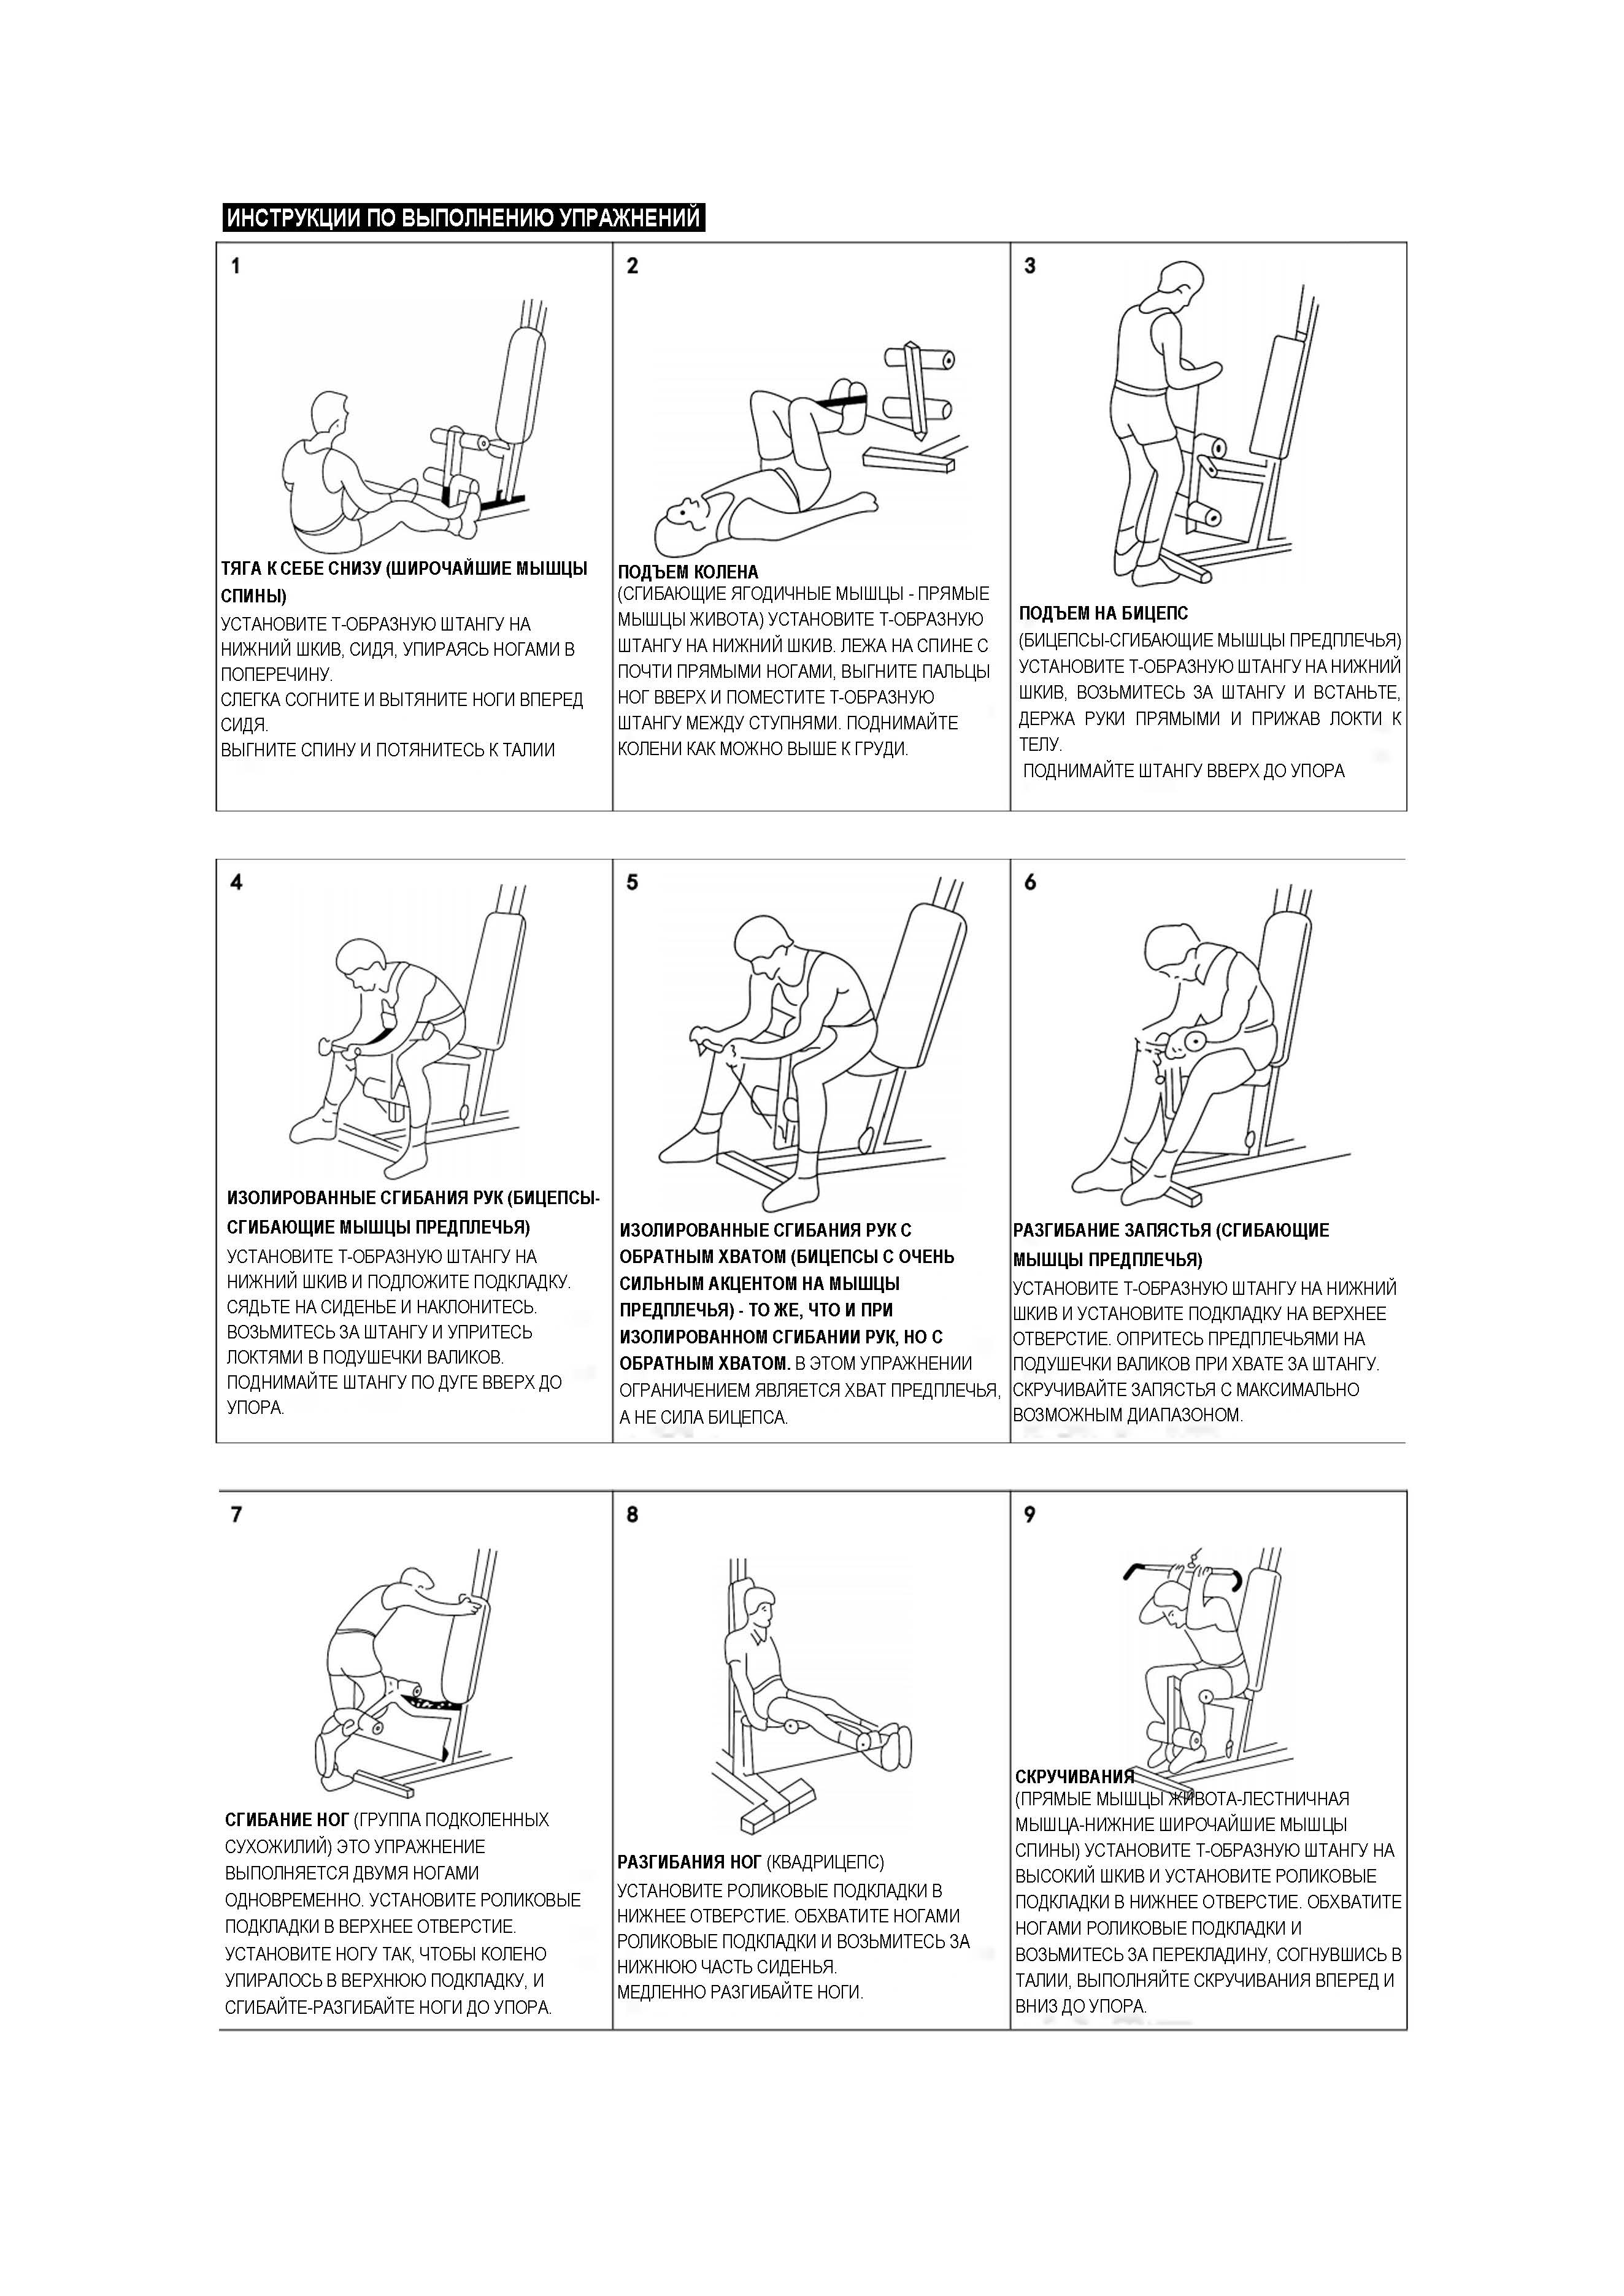 ИНСТРУКЦИИ ПО ВЫПОЛНЕНИЮ УПРАЖНЕНИЙ
1
ТЯГА К СЕБЕ СНИЗУ (ШИРОЧАЙШИЕ МЫШЦЫ
СПИНЫ)
УСТАНОВИТЕ Т-ОБРАЗНУЮ ШТАНГУ НА
НИЖНИЙ ШКИВ, СИДЯ, УПИРАЯСЬ НОГАМИ В
ПОПЕРЕЧИНУ.
СЛЕГКА СОГНИТЕ И ВЫТЯНИТЕ НОГИ ВПЕРЕД
СИДЯ.
ВЫГНИТЕ СПИНУ И ПОТЯНИТЕСЬ К ТАЛИИ
2
ПОДЪЕМ КОЛЕНА
(СГИБАЮЩИЕ ЯГОДИЧНЫЕ МЫШЦЫ - ПРЯМЫЕ
МЫШЦЫ ЖИВОТА) УСТАНОВИТЕ Т-ОБРАЗНУЮ
ШТАНГУ НА НИЖНИЙ ШКИВ. ЛЕЖА НА СПИНЕ С
ПОЧТИ ПРЯМЫМИ НОГАМИ, ВЫГНИТЕ ПАЛЬЦЫ
НОГ ВВЕРХ И ПОМЕСТИТЕ Т-ОБРАЗНУЮ
ШТАНГУ МЕЖДУ СТУПНЯМИ. ПОДНИМАЙТЕ
КОЛЕНИ КАК МОЖНО ВЫШЕ К ГРУДИ.
3
ПОДЪЕМ НА БИЦЕПС
(БИЦЕПСЫ-СГИБАЮЩИЕ МЫШЦЫ ПРЕДПЛЕЧЬЯ)
УСТАНОВИТЕ Т-ОБРАЗНУЮ ШТАНГУ НА НИЖНИЙ
ШКИВ, ВОЗЬМИТЕСЬ ЗА ШТАНГУ И ВСТАНЬТЕ,
ДЕРЖА РУКИ ПРЯМЫМИ И ПРИЖАВ ЛОКТИ К
ТЕЛУ.
ПОДНИМАЙТЕ ШТАНГУ ВВЕРХ ДО УПОРА
4
ИЗОЛИРОВАННЫЕ СГИБАНИЯ РУК (БИЦЕПСЫ-
СГИБАЮЩИЕ МЫШЦЫ ПРЕДПЛЕЧЬЯ)
УСТАНОВИТЕ Т-ОБРАЗНУЮ ШТАНГУ НА
НИЖНИЙ ШКИВ И ПОДЛОЖИТЕ ПОДКЛАДКУ.
СЯДЬТЕ НА СИДЕНЬЕ И НАКЛОНИТЕСЬ.
ВОЗЬМИТЕСЬ ЗА ШТАНГУ И УПРИТЕСЬ
ЛОКТЯМИ В ПОДУШЕЧКИ ВАЛИКОВ.
ПОДНИМАЙТЕ ШТАНГУ ПО ДУГЕ ВВЕРХ ДО
УПОРА.
5
ИЗОЛИРОВАННЫЕ СГИБАНИЯ РУК С
ОБРАТНЫМ ХВАТОМ (БИЦЕПСЫ С ОЧЕНЬ
СИЛЬНЫМ АКЦЕНТОМ НА МЫШЦЫ
ПРЕДПЛЕЧЬЯ) - ТО ЖЕ, ЧТО И ПРИ
ИЗОЛИРОВАННОМ СГИБАНИИ РУК, НО С
ОБРАТНЫМ ХВАТОМ. В ЭТОМ УПРАЖНЕНИИ
ОГРАНИЧЕНИЕМ ЯВЛЯЕТСЯ ХВАТ ПРЕДПЛЕЧЬЯ,
А НЕ СИЛА БИЦЕПСА.
6
РАЗГИБАНИЕ ЗАПЯСТЬЯ (СГИБАЮЩИЕ
МЫШЦЫ ПРЕДПЛЕЧЬЯ)
УСТАНОВИТЕ Т-ОБРАЗНУЮ ШТАНГУ НА НИЖНИЙ
ШКИВ И УСТАНОВИТЕ ПОДКЛАДКУ НА ВЕРХНЕЕ
ОТВЕРСТИЕ. ОПРИТЕСЬ ПРЕДПЛЕЧЬЯМИ НА
ПОДУШЕЧКИ ВАЛИКОВ ПРИ ХВАТЕ ЗА ШТАНГУ.
СКРУЧИВАЙТЕ ЗАПЯСТЬЯ С МАКСИМАЛЬНО
ВОЗМОЖНЫМ ДИАПАЗОНОМ.
7
СГИБАНИЕ НОГ (ГРУППА ПОДКОЛЕННЫХ
СУХОЖИЛИЙ) ЭТО УПРАЖНЕНИЕ
ВЫПОЛНЯЕТСЯ ДВУМЯ НОГАМИ
ОДНОВРЕМЕННО. УСТАНОВИТЕ РОЛИКОВЫЕ
ПОДКЛАДКИ В ВЕРХНЕЕ ОТВЕРСТИЕ.
УСТАНОВИТЕ НОГУ ТАК, ЧТОБЫ КОЛЕНО
УПИРАЛОСЬ В ВЕРХНЮЮ ПОДКЛАДКУ, И
СГИБАЙТЕ-РАЗГИБАЙТЕ НОГИ ДО УПОРА.
8
РАЗГИБАНИЯ НОГ (КВАДРИЦЕПС)
УСТАНОВИТЕ РОЛИКОВЫЕ ПОДКЛАДКИ В
НИЖНЕЕ ОТВЕРСТИЕ. ОБХВАТИТЕ НОГАМИ
РОЛИКОВЫЕ ПОДКЛАДКИ И ВОЗЬМИТЕСЬ ЗА
НИЖНЮЮ ЧАСТЬ СИДЕНЬЯ.
МЕДЛЕННО РАЗГИБАЙТЕ НОГИ.
9
СКРУЧИВАНИЯ
(ПРЯМЫЕ МЫШЦЫ ЖИВОТА-ЛЕСТНИЧНАЯ
МЫШЦА-НИЖНИЕ ШИРОЧАЙШИЕ МЫШЦЫ
СПИНЫ) УСТАНОВИТЕ Т-ОБРАЗНУЮ ШТАНГУ НА
ВЫСОКИЙ ШКИВ И УСТАНОВИТЕ РОЛИКОВЫЕ
ПОДКЛАДКИ В НИЖНЕЕ ОТВЕРСТИЕ. ОБХВАТИТЕ
НОГАМИ РОЛИКОВЫЕ ПОДКЛАДКИ И
ВОЗЬМИТЕСЬ ЗА ПЕРЕКЛАДИНУ, СОГНУВШИСЬ В
ТАЛИИ, ВЫПОЛНЯЙТЕ СКРУЧИВАНИЯ ВПЕРЕД И
ВНИЗ ДО УПОРА.